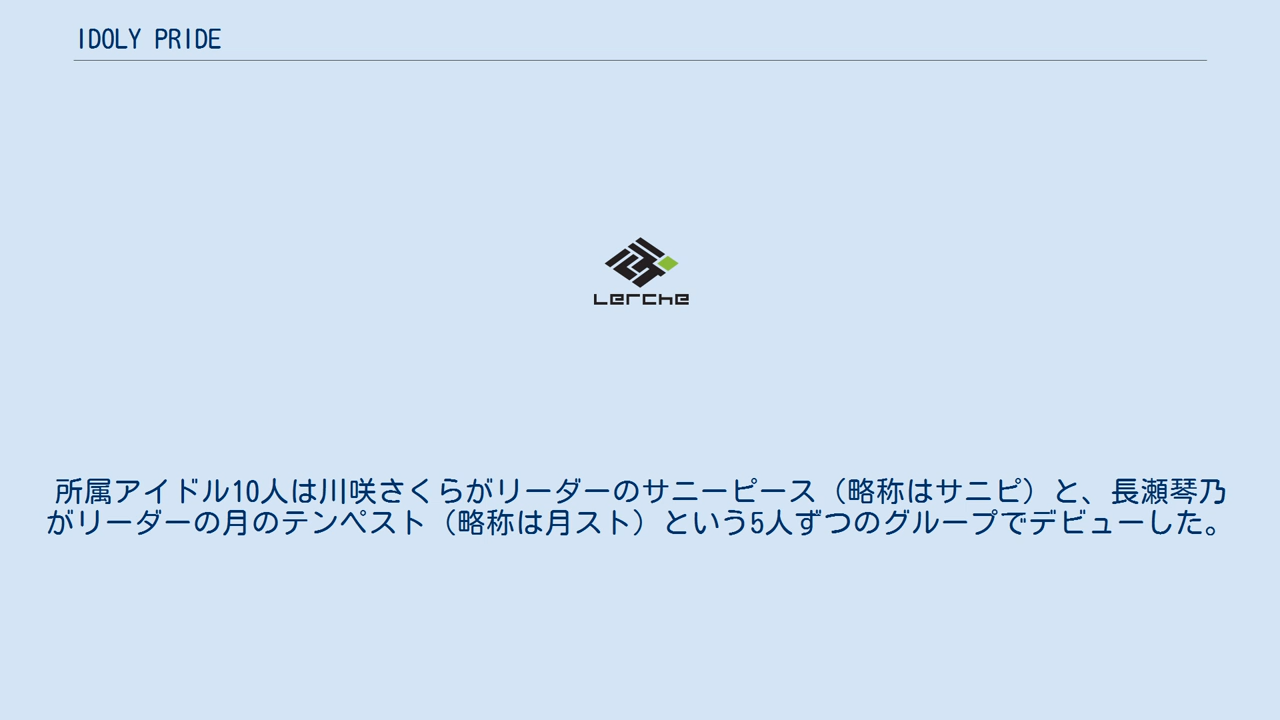 IDOLY PRIDE
Lerche
所属アイドル10人は川咲さくらがリーダーのサニーピース（略称はサニピ）と、長瀬琴乃
がリーダーの月のテンペスト（略称は月スト）という5人ずつのグループでデビューした。